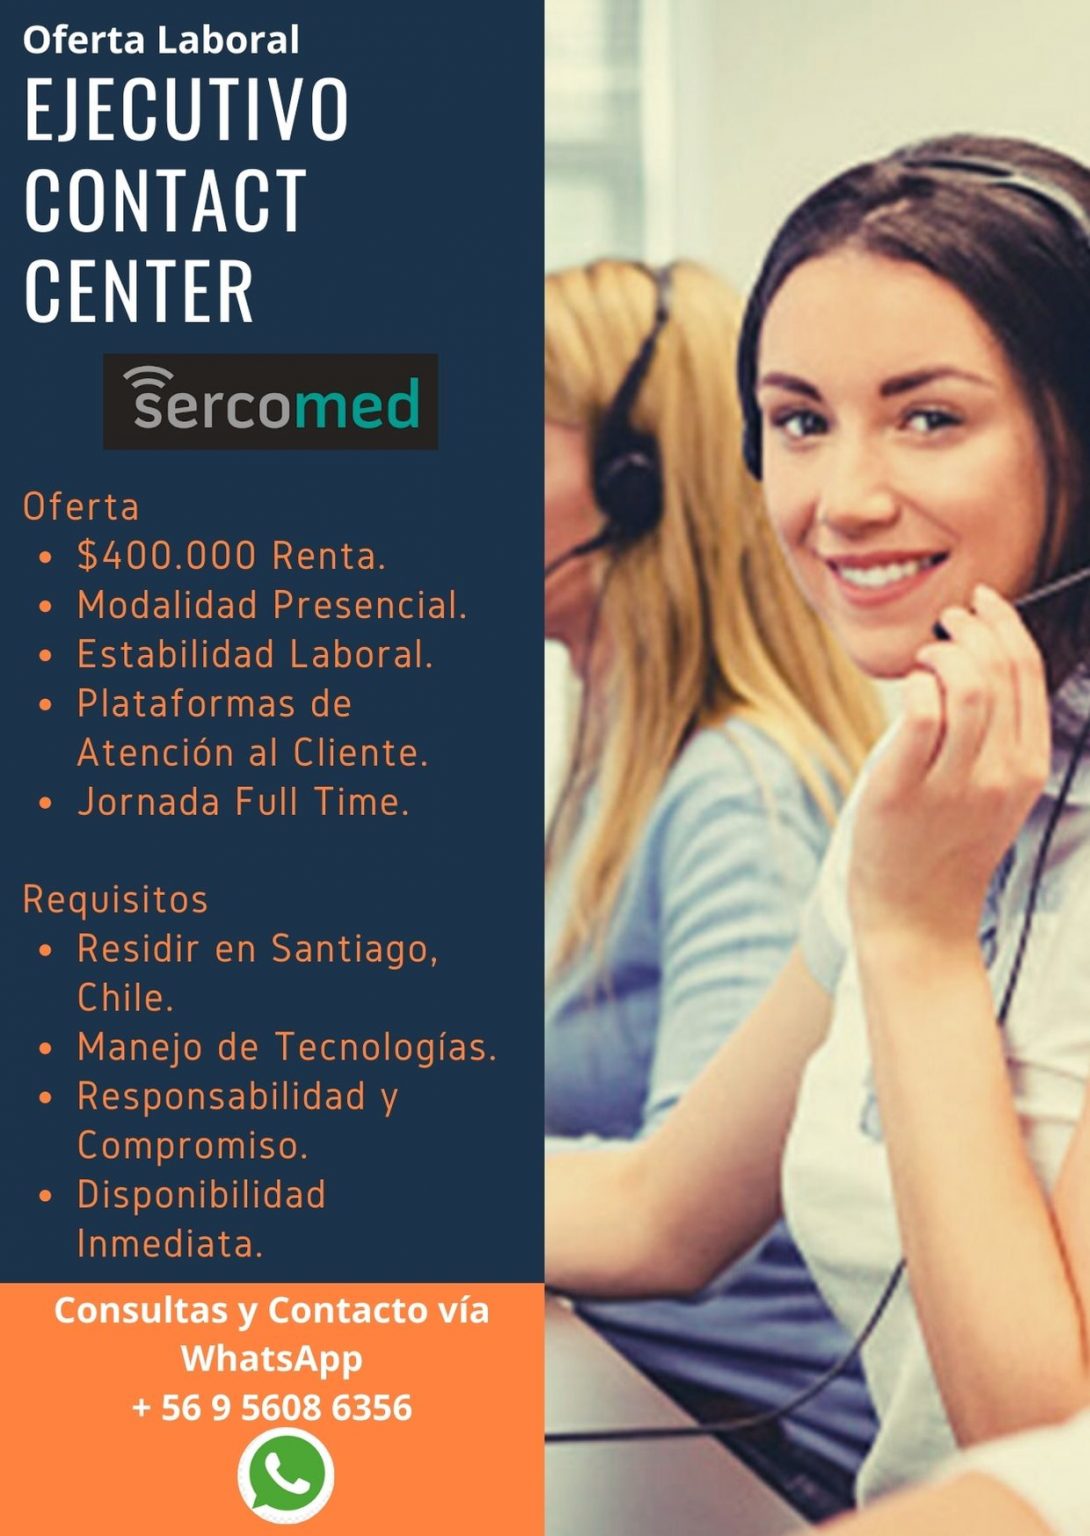 Oferta Laboral
EJECUTIVO
CONTACT
CENTER
sercomed
Oferta
• $400.000 Renta.
• Modalidad Presencial.
• Estabilidad Laboral.
• Plataformas de
Atención al Cliente.
• Jornada Full Time.
Requisitos
• Residir en Santiago,
Chile.
• Manejo de Tecnologías.
• Responsabilidad y
Compromiso.
• Disponibilidad
Inmediata.
Consultas y Contacto vía
WhatsApp
+ 56 9 5608 6356